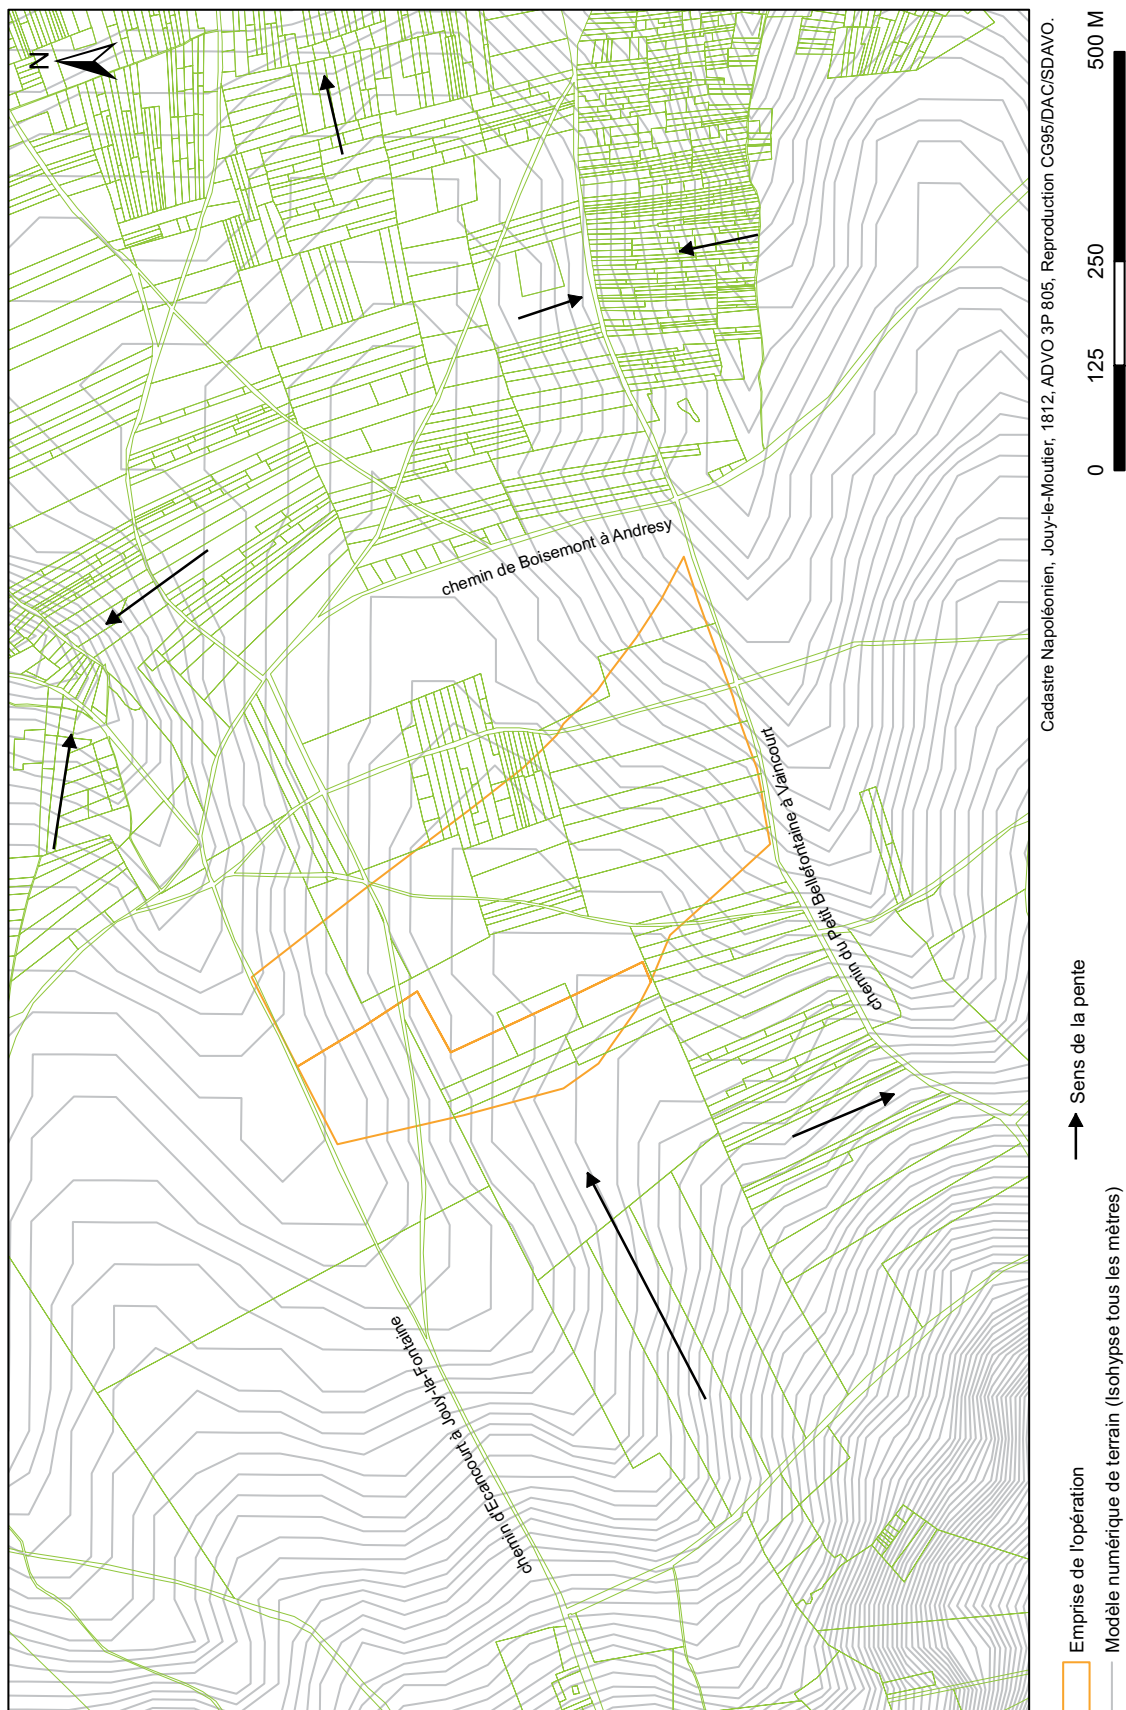 N
chemin de Boisemont à Andresy
chemin du Petit Bellefontaine à Vaincourt
chemin d'Ecancourt à Jouy-la-Fontaine
Cadastre Napoléonien, Jouy-le-Moutier, 1812, ADVO 3P 805, Reproduction CG95/DAC/SDAVO.
Emprise de l'opération
Sens de la pente
Modèle numérique de terrain (Isohypse tous les mètres)
0 125 250 500 M